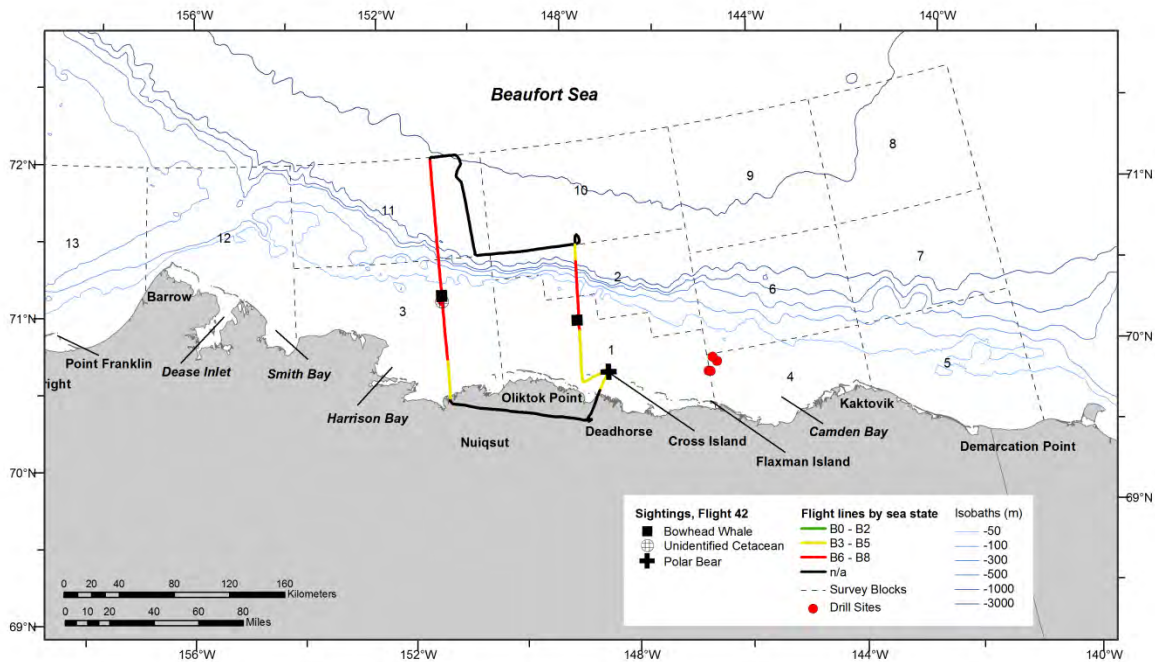 156°W 152°W 148°W 144°W 140°W
Beaufort Sea
72°N
71°N
8
9
10
11
12
13
7
2
6
3
71°N
70°N
1
5
4
Barrow
Point Franklin
right
Dease Inlet
Smith Bay
Harrison Bay
Oliktok Point
Kaktovik
Deadhorse
Camden Bay
Nuiqsut
Cross Island
Demarcation Point
Flaxman Island
70°N
69°N
Sightings, Flight 42
Bowhead Whale
Unidentified Cetacean
Polar Bear
Flight lines by sea state
B0 - B2
B3 - B5
B6 - B8
n/a
Survey Blocks
Drill Sites
Isobaths (m)
-50
-100
-300
-500
-1000
-3000
0 20 40 80 120 160
Kilometers
0 10 20 40 60 80
Miles
69°N
156°W 152°W 148°W 144°W 140°W